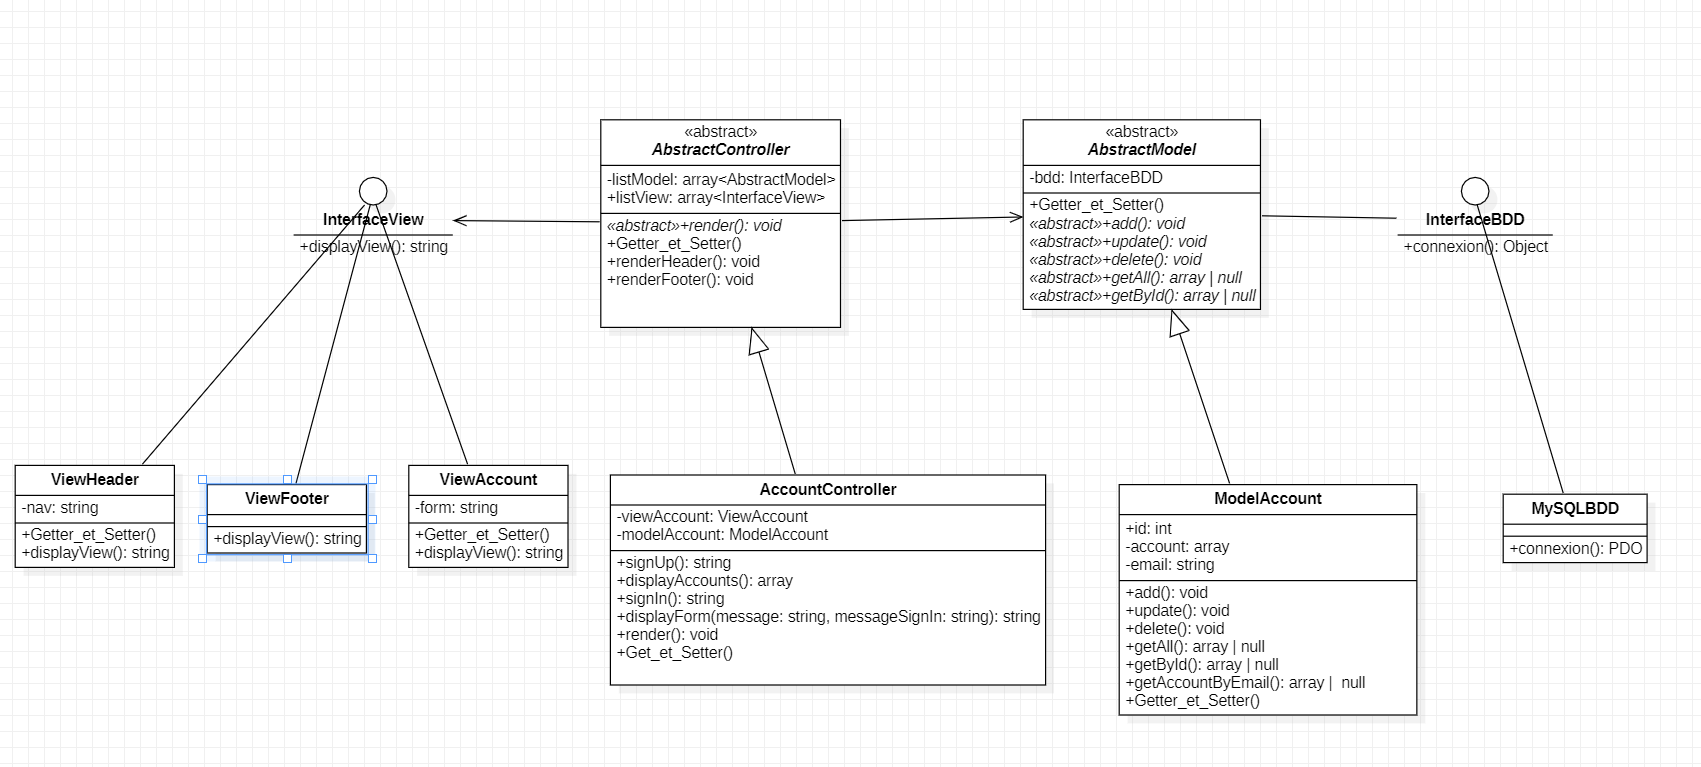 «abstract»
AbstractController
-listModel: array<AbstractModel>
+listView: array<InterfaceView>
«abstract»+render(): void
+Getter_et_Setter()
+renderHeader(): void
+renderFooter(): void
«abstract»
AbstractModel
-bdd: InterfaceBDD
+Getter_et_Setter()
«abstract»+add(): void
«abstract»+update(): void
«abstract»+delete(): void
«abstract»+getAll(): array | null
«abstract»+getById(): array | null
InterfaceView
+displayView(): string
InterfaceBDD
+connexion(): Object
ViewHeader
-nav: string
+Getter_et_Setter()
+displayView(): string
ViewFooter
+displayView(): string
ViewAccount
-form: string
+Getter_et_Setter()
+displayView(): string
AccountController
-viewAccount: ViewAccount
-modelAccount: ModelAccount
+signUp(): string
+displayAccounts(): array
+signIn(): string
+displayForm(message: string, messageSignIn: string): string
+render(): void
+Get_et_Setter()
ModelAccount
+id: int
-account: array
-email: string
+add(): void
+update(): void
+delete(): void
+getAll(): array | null
+getById(): array | null
+getAccountByEmail(): array |  null
+Getter_et_Setter()
MySQLBDD
+connexion(): PDO